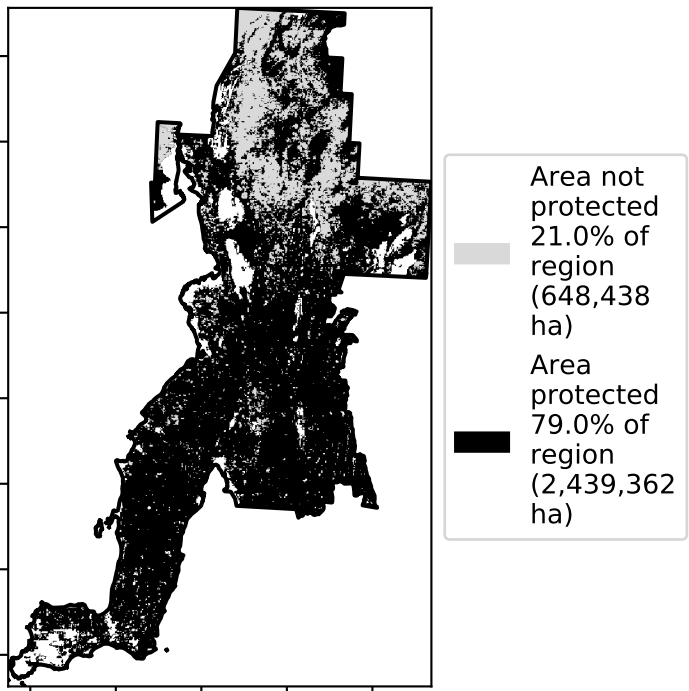 Area not
protected
21.0% of
region
(648,438
ha)
Area
protected
79.0% of
region
(2,439,362
ha)